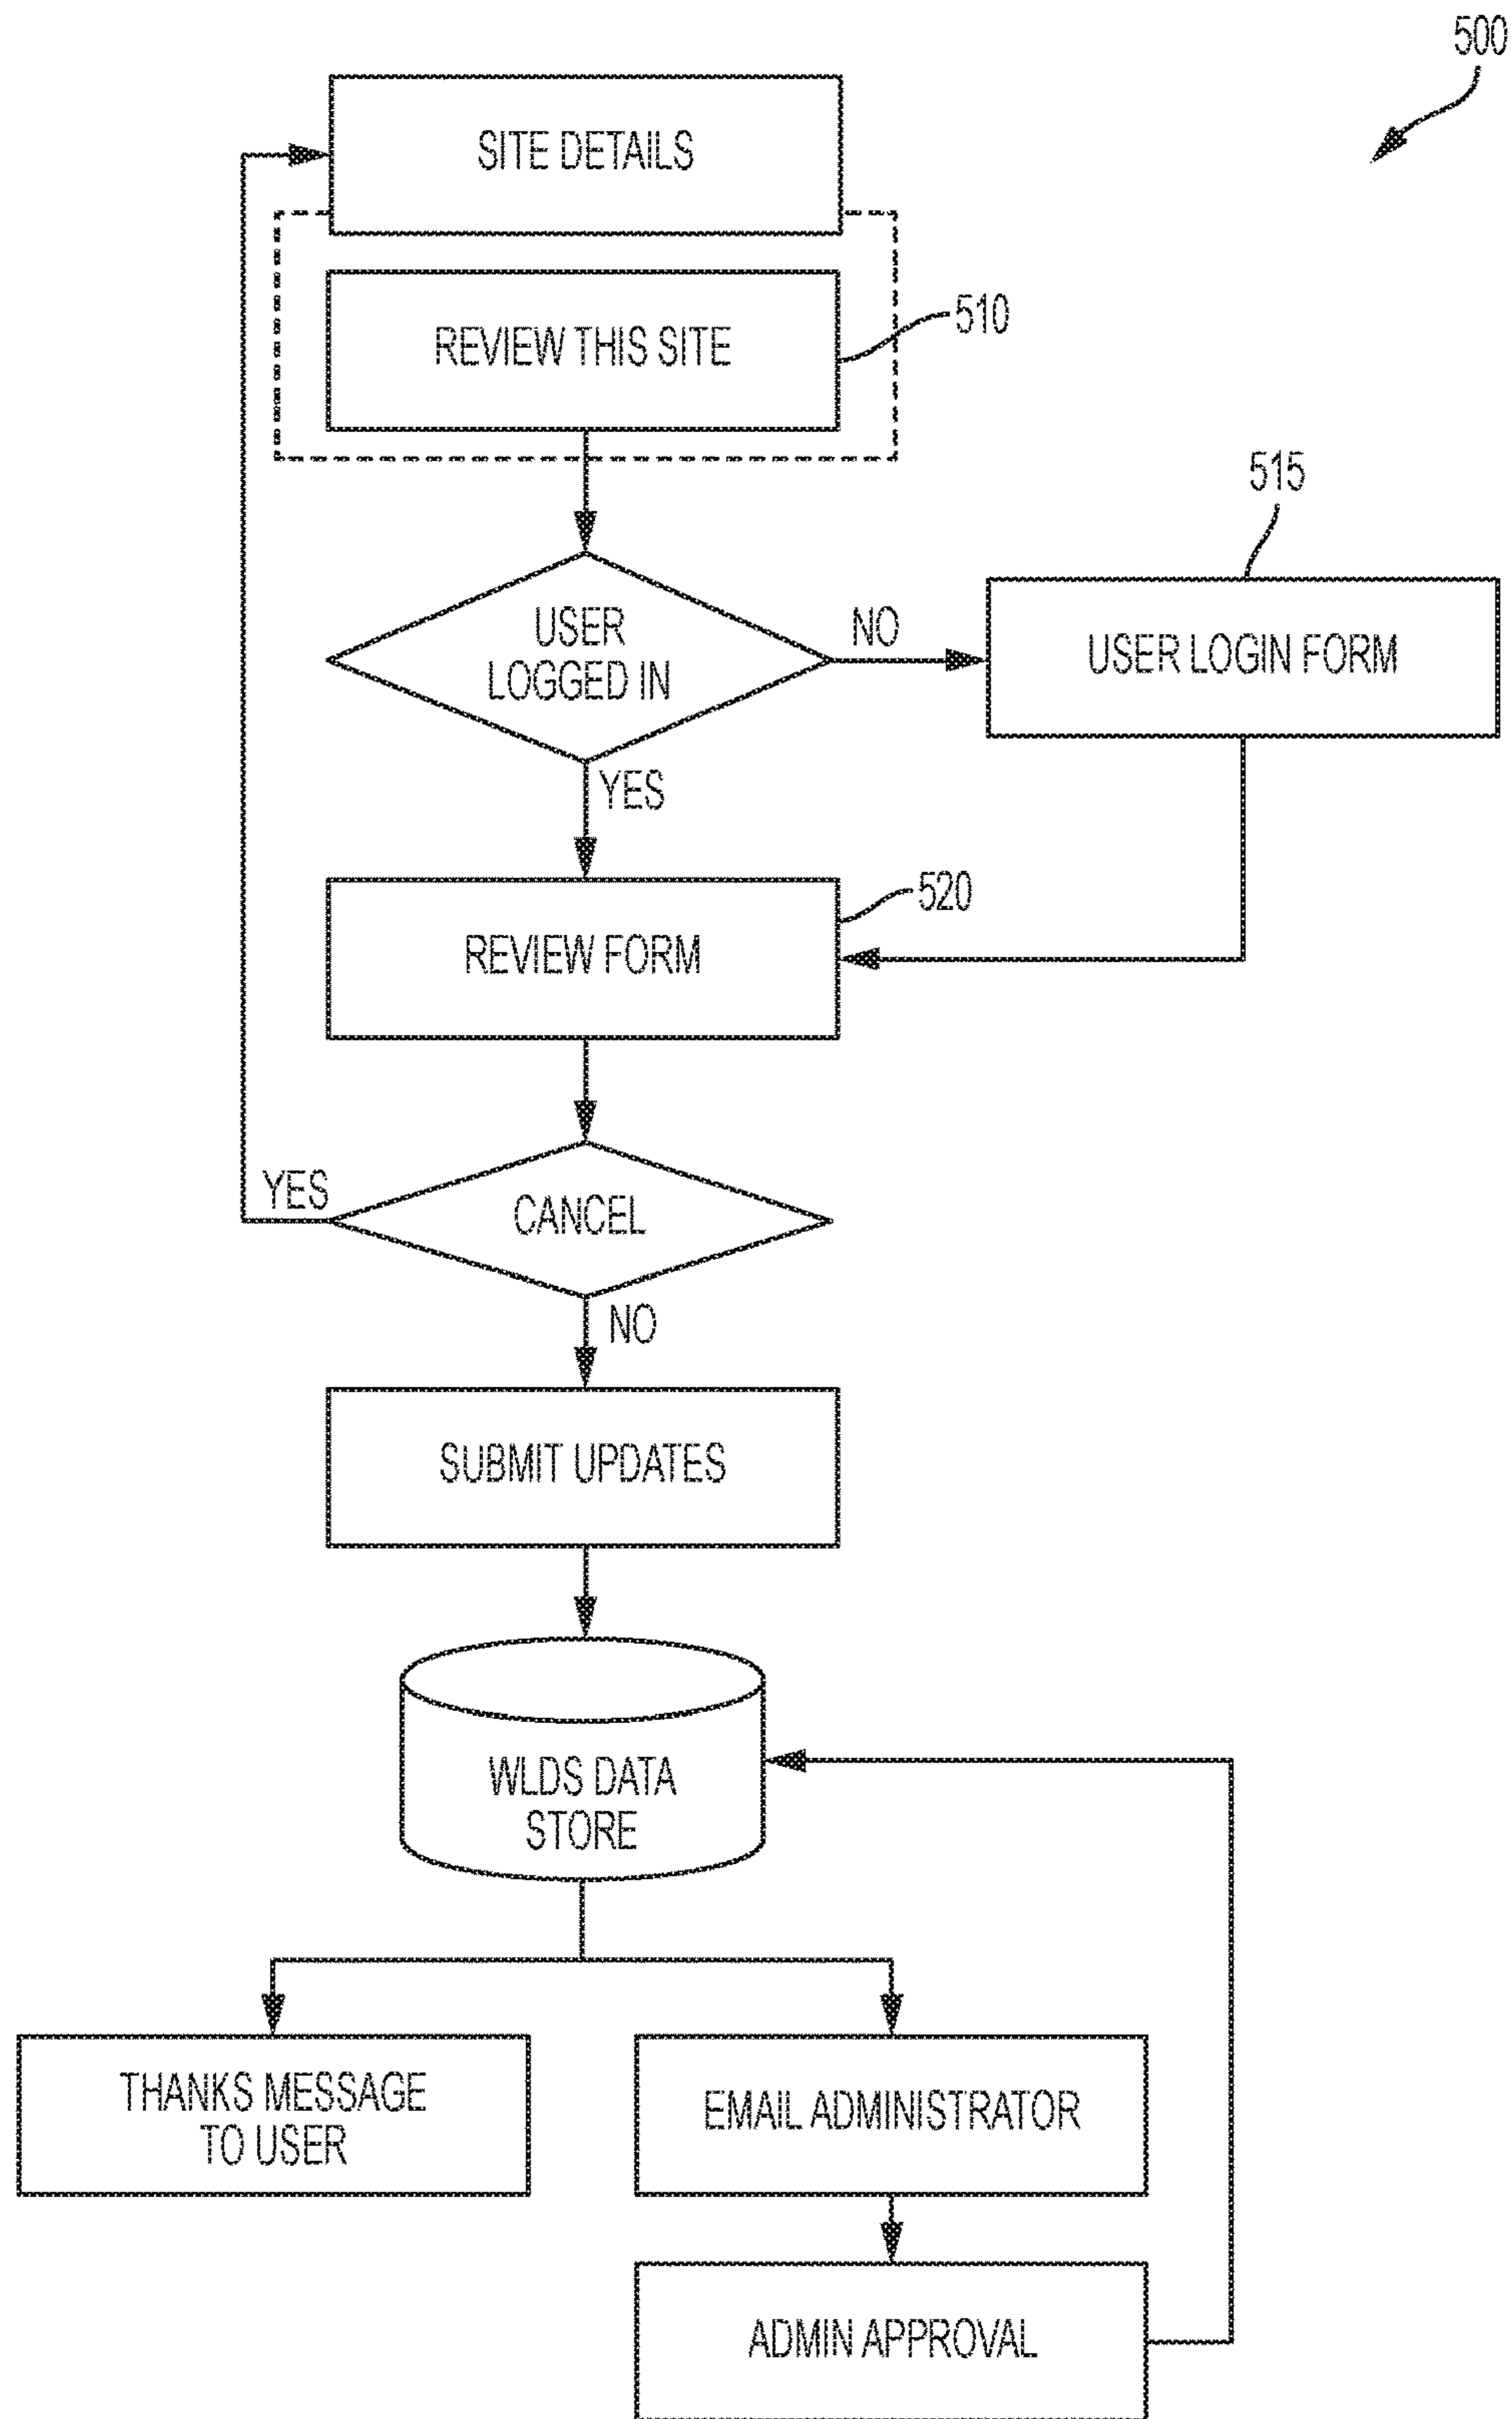 500
SITE DETAILS
REVIEW THIS SITE
510
515
USER
LOGGED IN
NO
USER LOGIN FORM
YES
520
REVIEW FORM
YES
CANCEL
NO
SUBMIT UPDATES
WLDS DATA
STORE
THANKS MESSAGE
TO USER
EMAIL ADMINISTRATOR
ADMIN APPROVAL